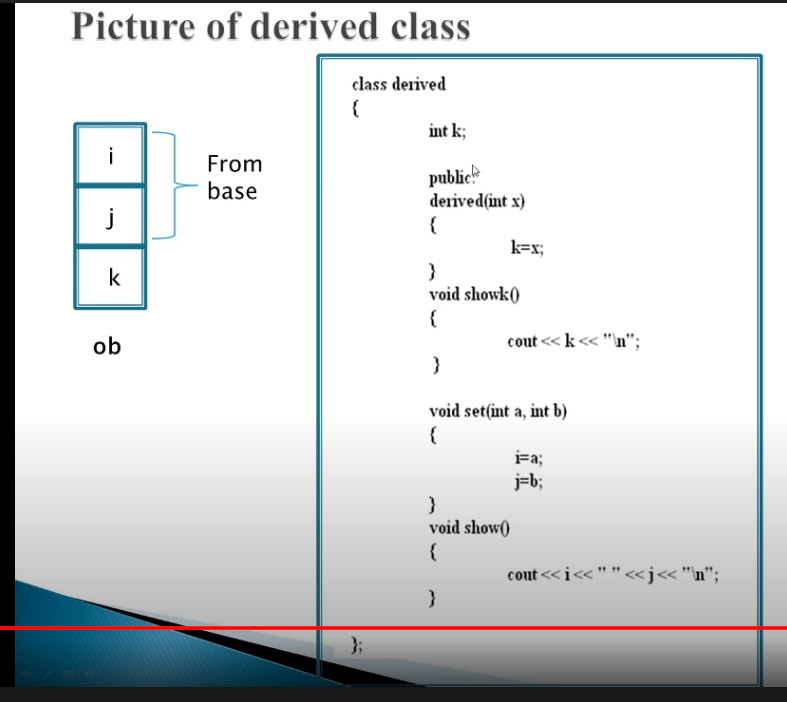 Picture of derived class
i
j
k
From
base
ob
class derived
{
int k;
public:
derived(int x)
{
k=x;
}
void showk()
{
cout << k << "\n";
}
void set(int a, int b)
{
i=a;
j=b;
}
void show()
{
cout << i << " " << j << "\n";
}
};